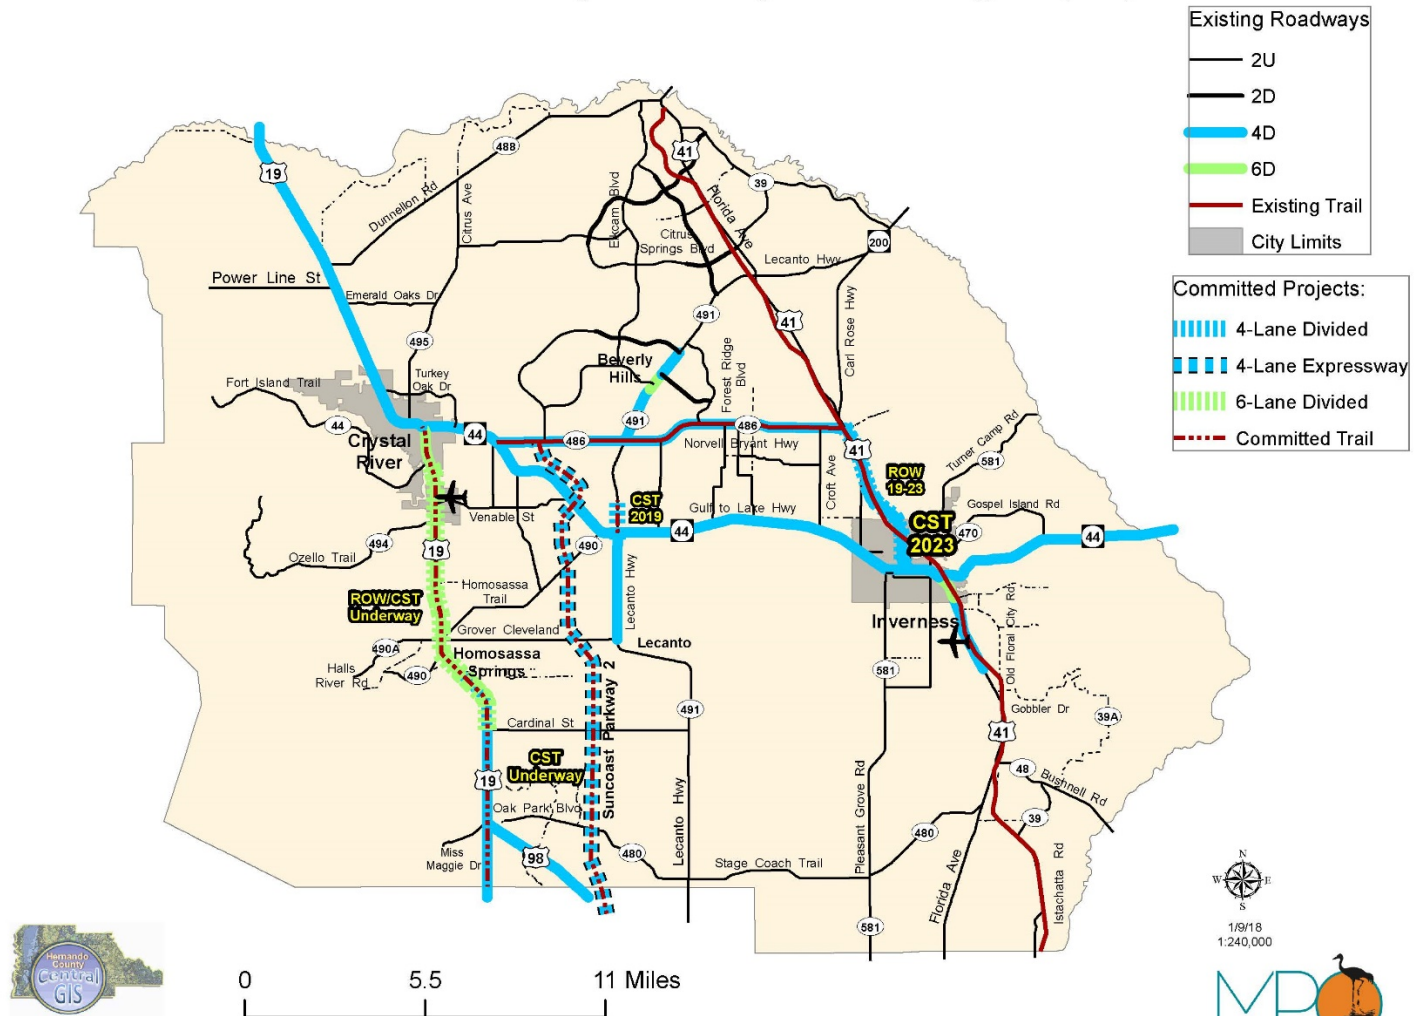 Existing Roadways
2U
2D
4D
6D
Existing Trail
City Limits
Committed Projects:
4-Lane Divided
4-Lane Expressway
6-Lane Divided
Committed Trail
19
488
41
39
Dunnellon Rd
Citrus Ave
Elkcam Blvd
Florida Ave
Citrus
Springs Blvd
200
Lecanto Hwy
Power Line St
Emerald Oaks Dr
491
41
Carl Rose Hwy
495
Beverly
Hills
Forest Ridge
Blvd
Fort Island Trail
Turkey
Oak Dr
44
44
491
486
486
Norvell Bryant Hwy
Crystal
River
41
Turner Camp Rd
581
Croft Ave
ROW
19-23
Venable St
CST
2019
Gulf to Lake Hwy
Gospel Island Rd
470
CST
2023
44
44
494
Ozello Trail
19
490
Homosassa
Trail
Lecanto Hwy
ROW/CST
Underway
Grover Cleveland
Lecanto
Inverness
Old Floral City Rd
490A
Halls
River Rd
490
Homosassa
Springs
581
Suncoast Parkway 2
491
Cardinal St
Gobbler Dr
39A
41
CST
Underway
19
48
Bushnell Rd
Oak Park Blvd
Lecanto Hwy
Pleasant Grove Rd
39
480
Miss
Maggie Dr
98
480
Stage Coach Trail
Florida Ave
Istachatta Rd
581
N
W
E
S
1/9/18
1:240,000
Hernando
County
Central
GIS
0
5.5
11 Miles
MPO